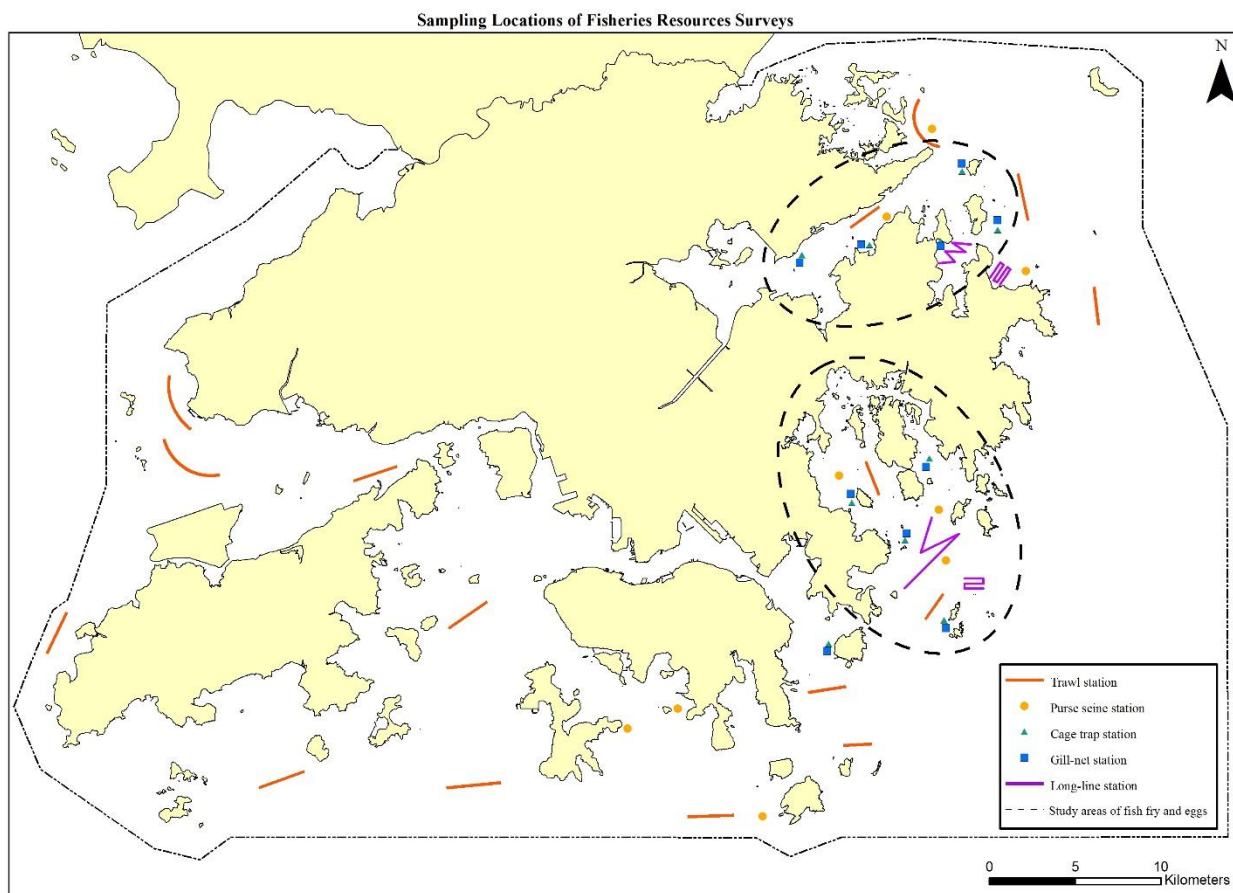 Sampling Locations of Fisheries Resources Surveys
N
Trawl station
Purse seine station
Cage trap station
Gill-net station
Long-line station
Study areas of fish fry and eggs
0 5 10
Kilometers